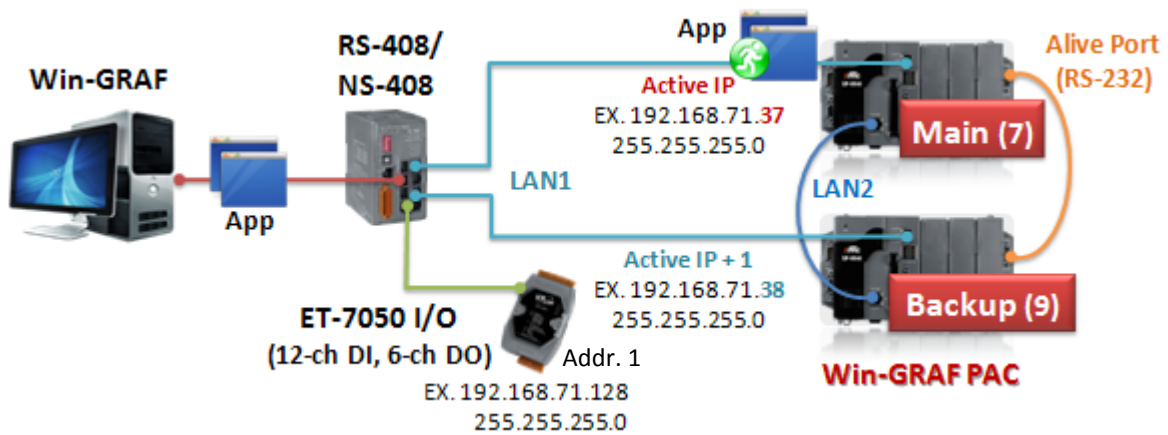 Win-GRAF
App
RS-408/
NS-408
LAN1
App
Active IP
EX. 192.168.71.37
255.255.255.0
Main (7)
Alive Port
(RS-232)
LAN2
Active IP + 1
EX. 192.168.71.38
255.255.255.0
Backup (9)
Win-GRAF PAC
ET-7050 I/O
(12-ch DI, 6-ch DO)
Addr. 1
EX. 192.168.71.128
255.255.255.0